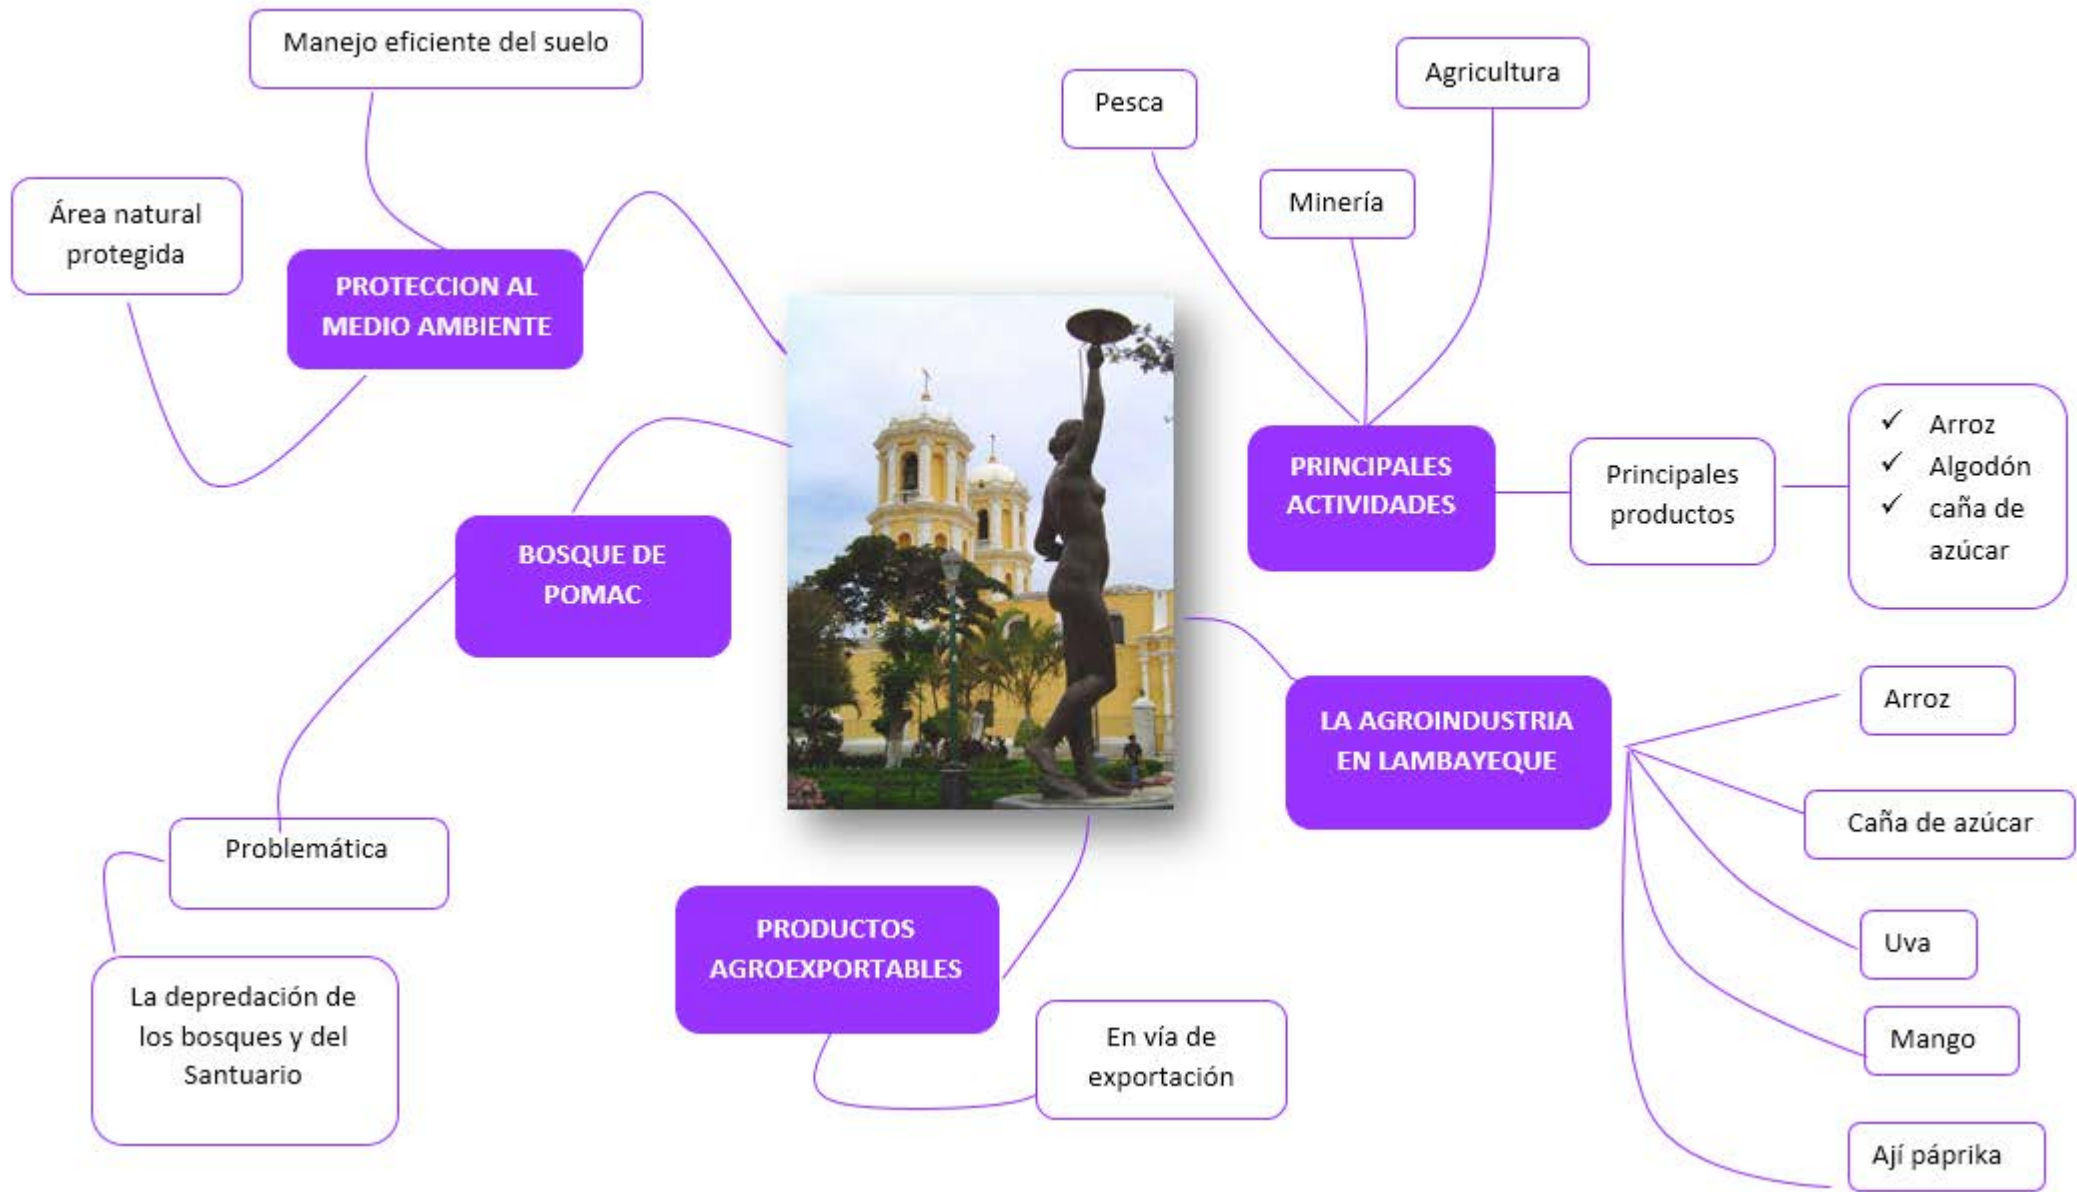 Manejo eficiente del suelo
Área natural
protegida
PROTECCION AL
MEDIO AMBIENTE
BOSQUE DE
POMAC
Problemática
La depredación de
los bosques y del
Santuario
PRODUCTOS
AGROEXPORTABLES
En vía de
exportación
Pesca
Minería
Agricultura
PRINCIPALES
ACTIVIDADES
Principales
productos
✓ Arroz
✓ Algodón
✓ caña de
azúcar
LA AGROINDUSTRIA
EN LAMBAYEQUE
Arroz
Caña de azúcar
Uva
Mango
Ají páprika